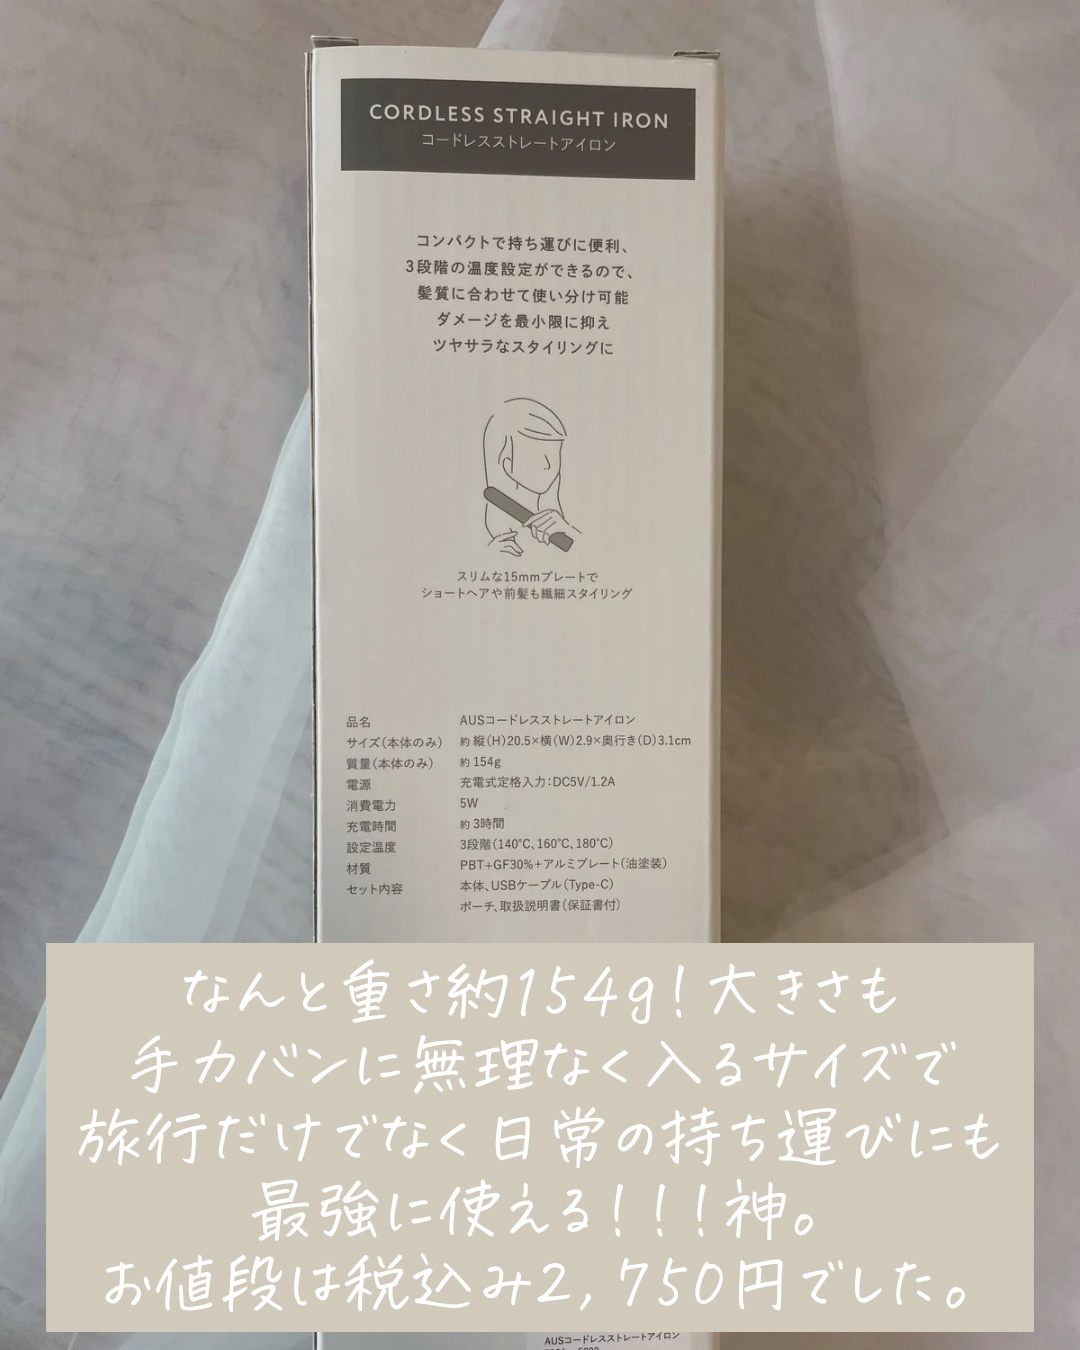 CORDLESS STRAIGHT IRON
コードレスストレートアイロン
コンパクトで持ち運びに便利、
3段階の温度設定ができるので、
髪質に合わせて使い分け可能
ダメージを最小限に抑え
ツヤサラなスタイリングに
スリムな15mmプレートで
ショートヘアや前髪も繊細スタイリング
品名 AUSコードレスストレートアイロン
サイズ(本体のみ) 約 縦(H)20.5×横(W)2.9×奥行き(D)3.1cm
質量(本体のみ) 約 154g
電源 充電式定格入力:DC5V/1.2A
消費電力 5W
充電時間 約 3時間
設定温度 3段階(140℃、160℃、180℃)
材質 PBT+GF30%+アルミプレート(油塗装)
セット内容 本体、USBケーブル(Type-C)
ポーチ、取扱説明書(保証書付)
なんと重さ約154g!大きさも
手カバンに無理なく入るサイズで
旅行だけでなく日常の持ち運びにも
最強に使える!!!神。
お値段は税込み2,750円でした。
AUSコードレスストレートアイロン